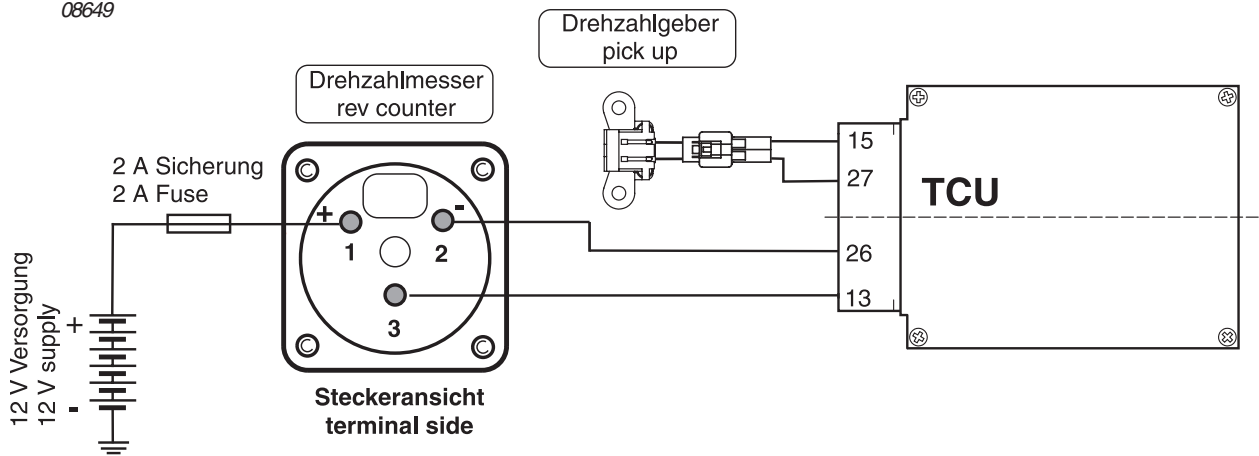 08649
Drehzahlgeber
pick up
Drehzahlmesser
rev counter
2 A Sicherung
2 A Fuse
+
-
1
2
3
15
27
TCU
26
13
12 V Versorgung
12 V supply
+
-
Steckeransicht
terminal side